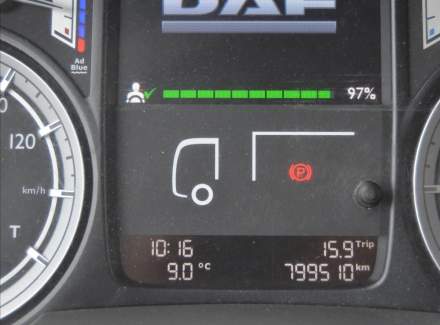 DAF
Ad
Blue
97%
120
km/h
T
P
10:16 15.9 Trip
9.0 °C 799510 km